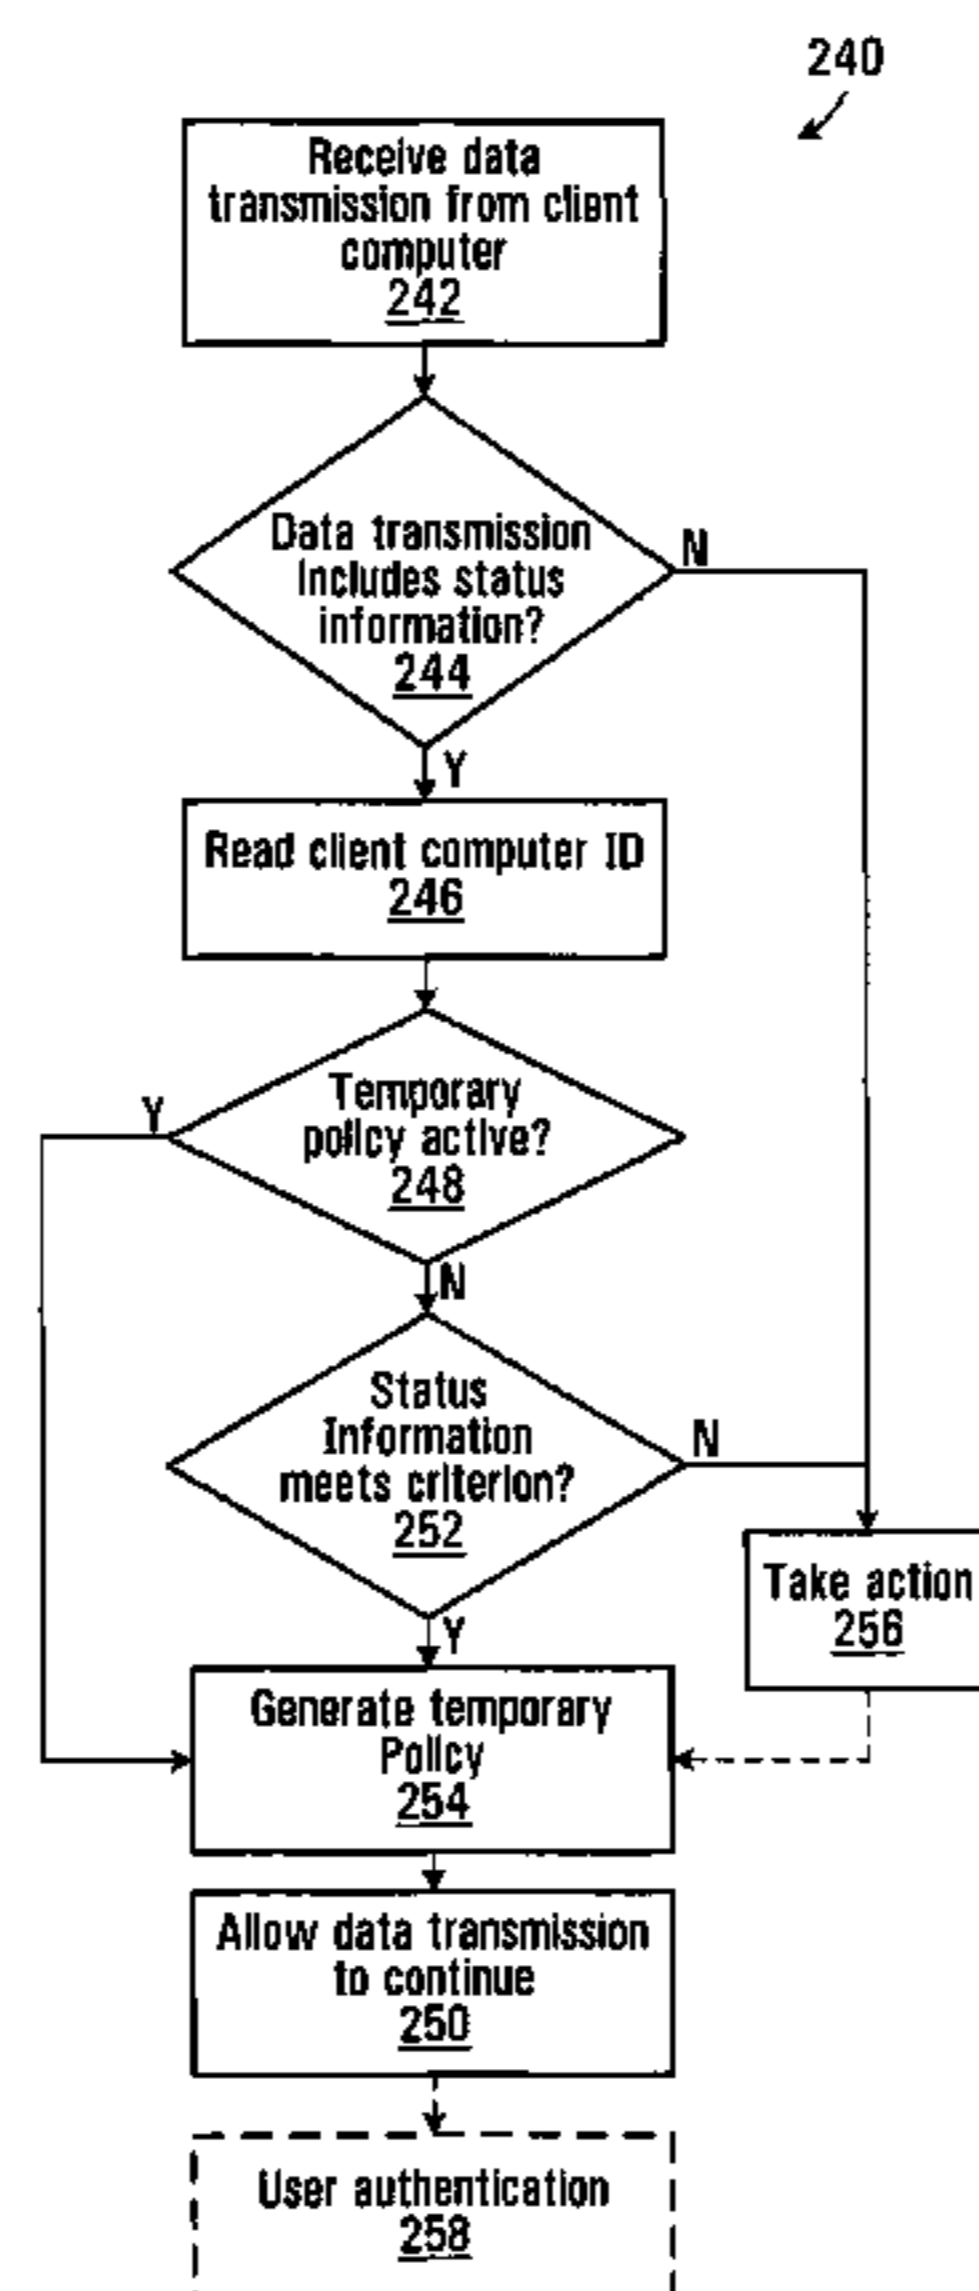 240
Receive data
transmission from client
computer
242
Data transmission
Includes status
information?
244
N
Y
Read client computer ID
246
Temporary
policy active?
248
Y
N
Status
Information
meets criterion?
252
N
Y
Take action
256
Generate temporary
Policy
254
Allow data transmission
to continue
250
User authentication
258